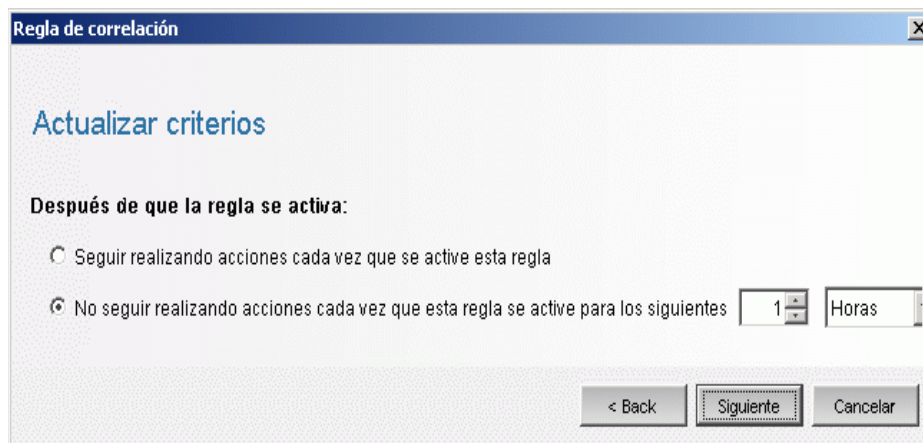 Regla de correlación
Actualizar criterios
Después de que la regla se activa:
Seguir realizando acciones cada vez que se active esta regla
No seguir realizando acciones cada vez que esta regla se active para los siguientes 1 Horas
< Back Siguiente Cancelar